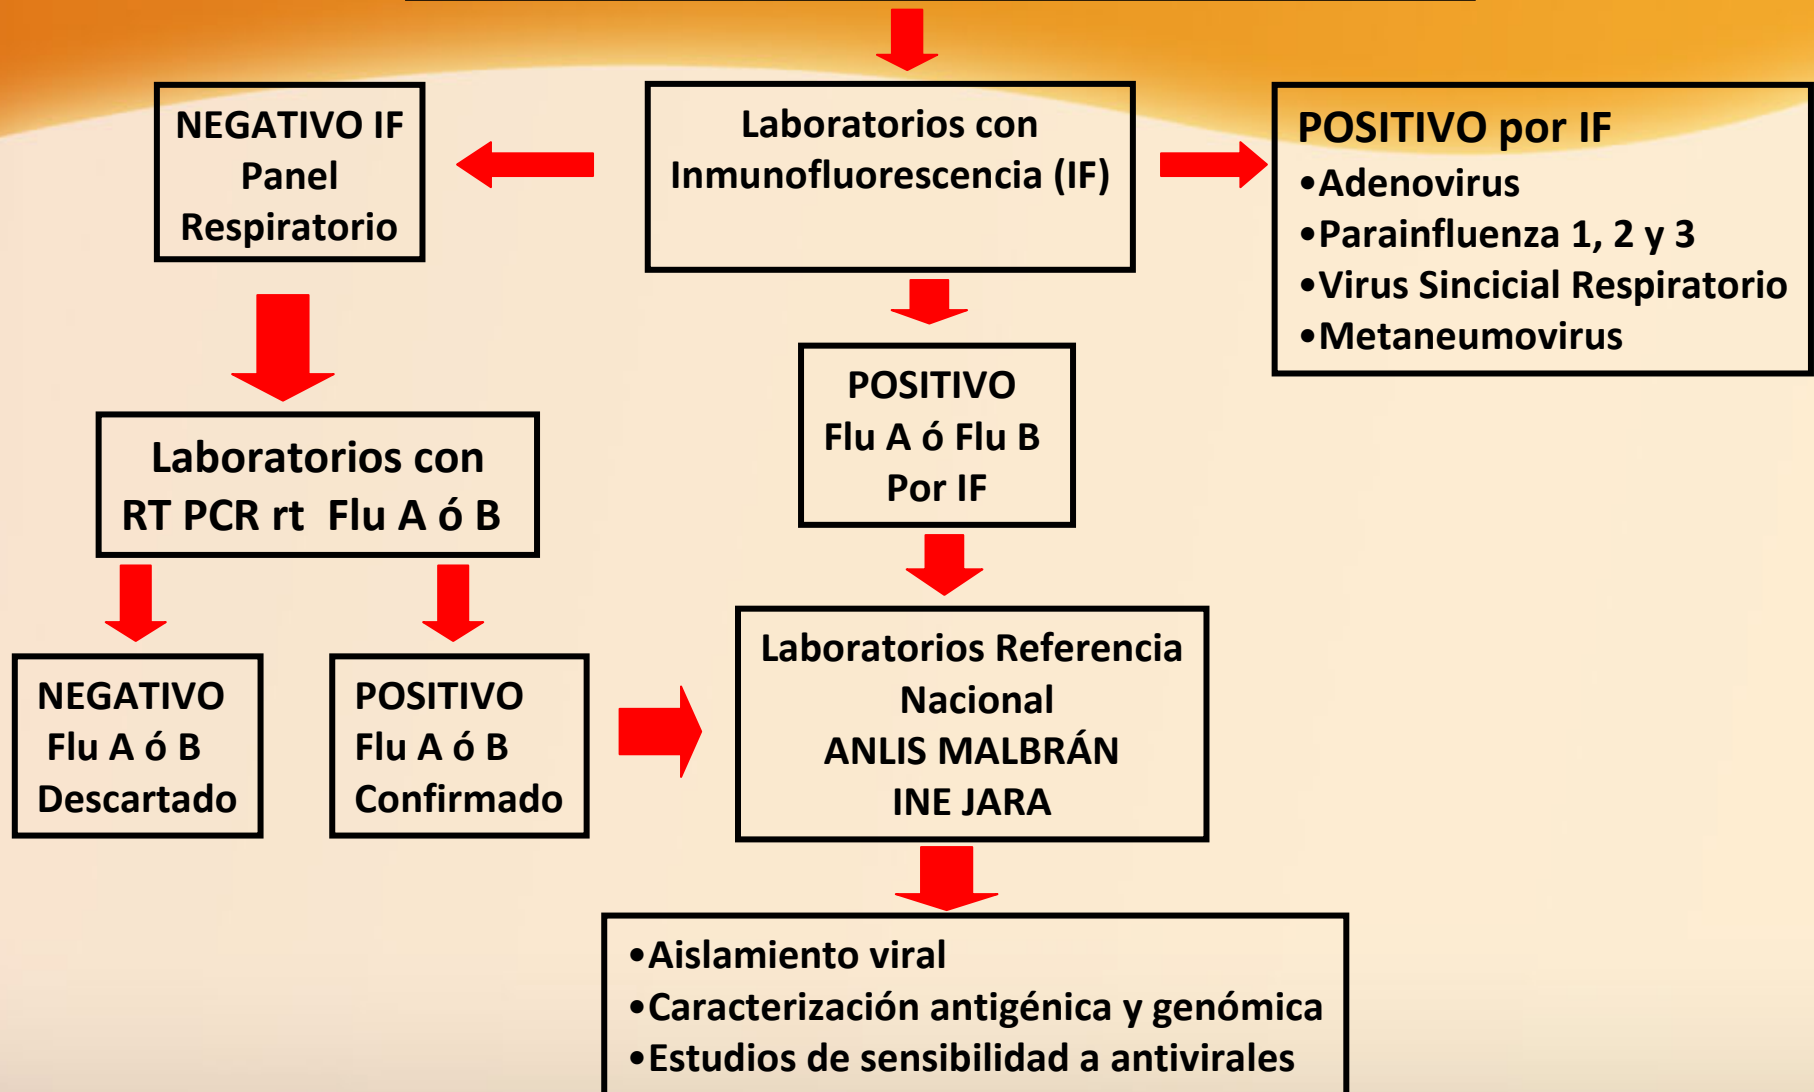 NEGATIVO IF
Panel
Respiratorio
Laboratorios con
Inmunofluorescencia (IF)
POSITIVO por IF
•Adenovirus
•Parainfluenza 1, 2 y 3
•Virus Sincicial Respiratorio
•Metaneumovirus
Laboratorios con
RT PCR rt Flu A ó B
POSITIVO
Flu A ó Flu B
Por IF
NEGATIVO
Flu A ó B
Descartado
POSITIVO
Flu A ó B
Confirmado
Laboratorios Referencia
Nacional
ANLIS MALBRÁN
INE JARA
•Aislamiento viral
•Caracterización antigénica y genómica
•Estudios de sensibilidad a antivirales